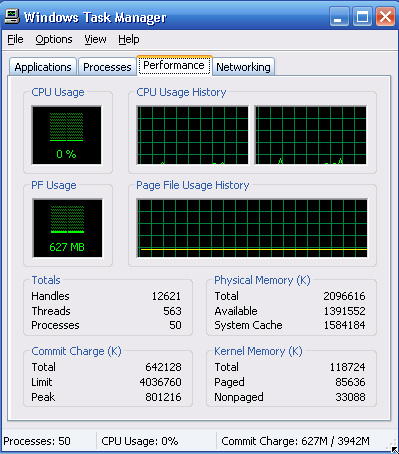 Windows Task Manager
File Options View Help
Applications Processes Performance Networking
CPU Usage
0 %
CPU Usage History
PF Usage
627 MB
Page File Usage History
Totals
Handles 12621
Threads 563
Processes 50
Physical Memory (K)
Total 2096616
Available 1391552
System Cache 1584184
Commit Charge (K)
Total 642128
Limit 4036760
Peak 801216
Kernel Memory (K)
Total 118724
Paged 85636
Nonpaged 33088
Processes: 50 CPU Usage: 0% Commit Charge: 627M / 3942M